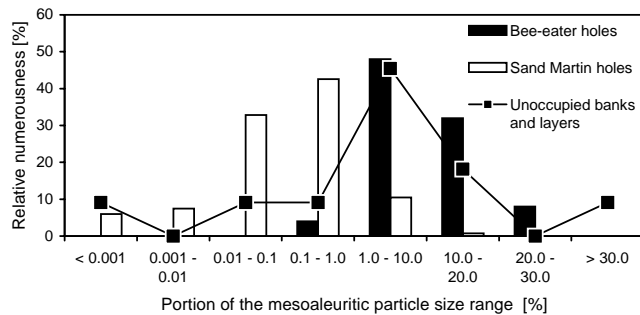 60
50
40
30
20
10
0
Relative numerousness [%]
Bee-eater holes
Sand Martin holes
Unoccupied banks
and layers
< 0.001
0.001 -
0.01
0.01 - 0.1
0.1 - 1.0
1.0 - 10.0
10.0 -
20.0
20.0 -
30.0
> 30.0
Portion of the mesoaleuritic particle size range [%]